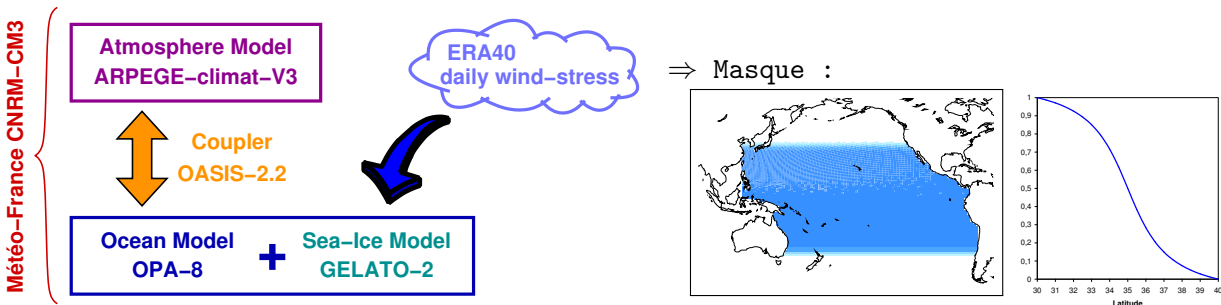 Météo−France CNRM−CM3
Atmosphere Model
ARPEGE−climat−V3
Coupler
OASIS−2.2
Ocean Model
OPA−8
+
Sea−Ice Model
GELATO−2
ERA40
daily wind−stress
⇒ Masque :
1
0,9
0,8
0,7
0,6
0,5
0,4
0,3
0,2
0,1
0
30 31 32 33 34 35 36 37 38 39 40
Latitude